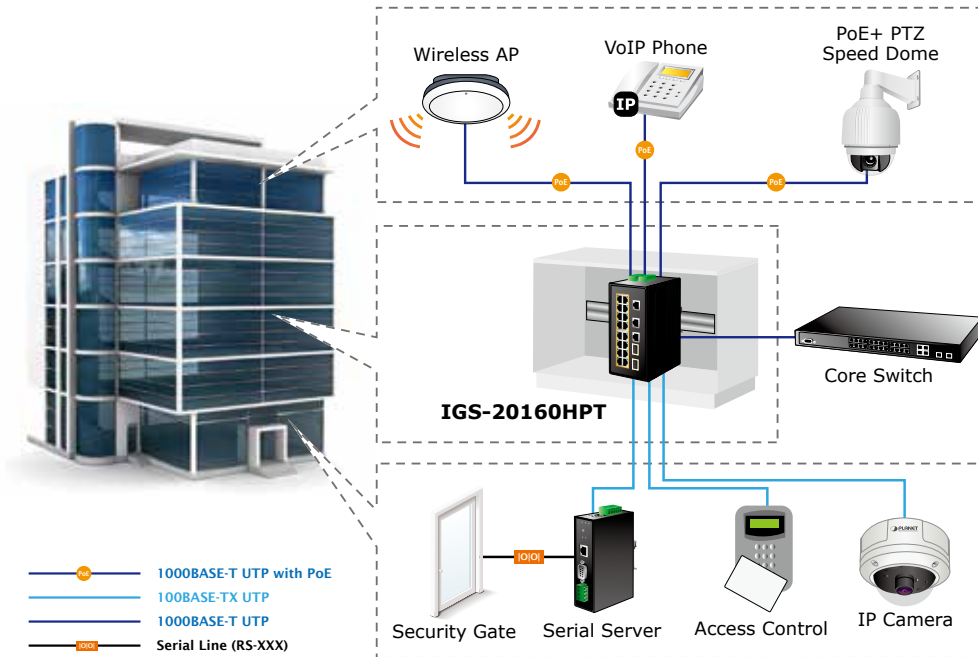 Wireless AP
VoIP Phone
PoE+ PTZ
Speed Dome
IP
PoE
PoE
PoE
Core Switch
IGS-20160HPT
PLANET
|O|O|
Security Gate
Serial Server
Access Control
IP Camera
PoE
1000BASE-T UTP with PoE
100BASE-TX UTP
1000BASE-T UTP
|O|O|
Serial Line (RS-XXX)